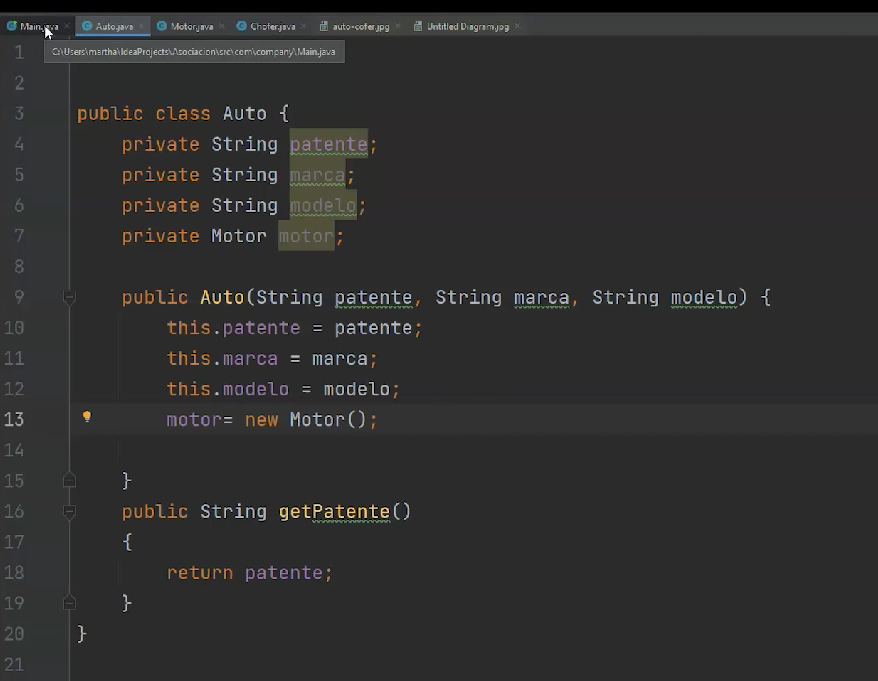 Main.java Auto.java Motor.java Chofer.java auto-cofer.jpg Untitled Diagram.jpg
C:\Users\martha\IdeaProjects\Asociacion\src\com\company\Main.java
1
2
3 public class Auto {
4 private String patente;
5 private String marca;
6 private String modelo;
7 private Motor motor;
8
9 public Auto(String patente, String marca, String modelo) {
10 this.patente = patente;
11 this.marca = marca;
12 this.modelo = modelo;
13 motor= new Motor();
14
15 }
16 public String getPatente()
17 {
18 return patente;
19 }
20 }
21